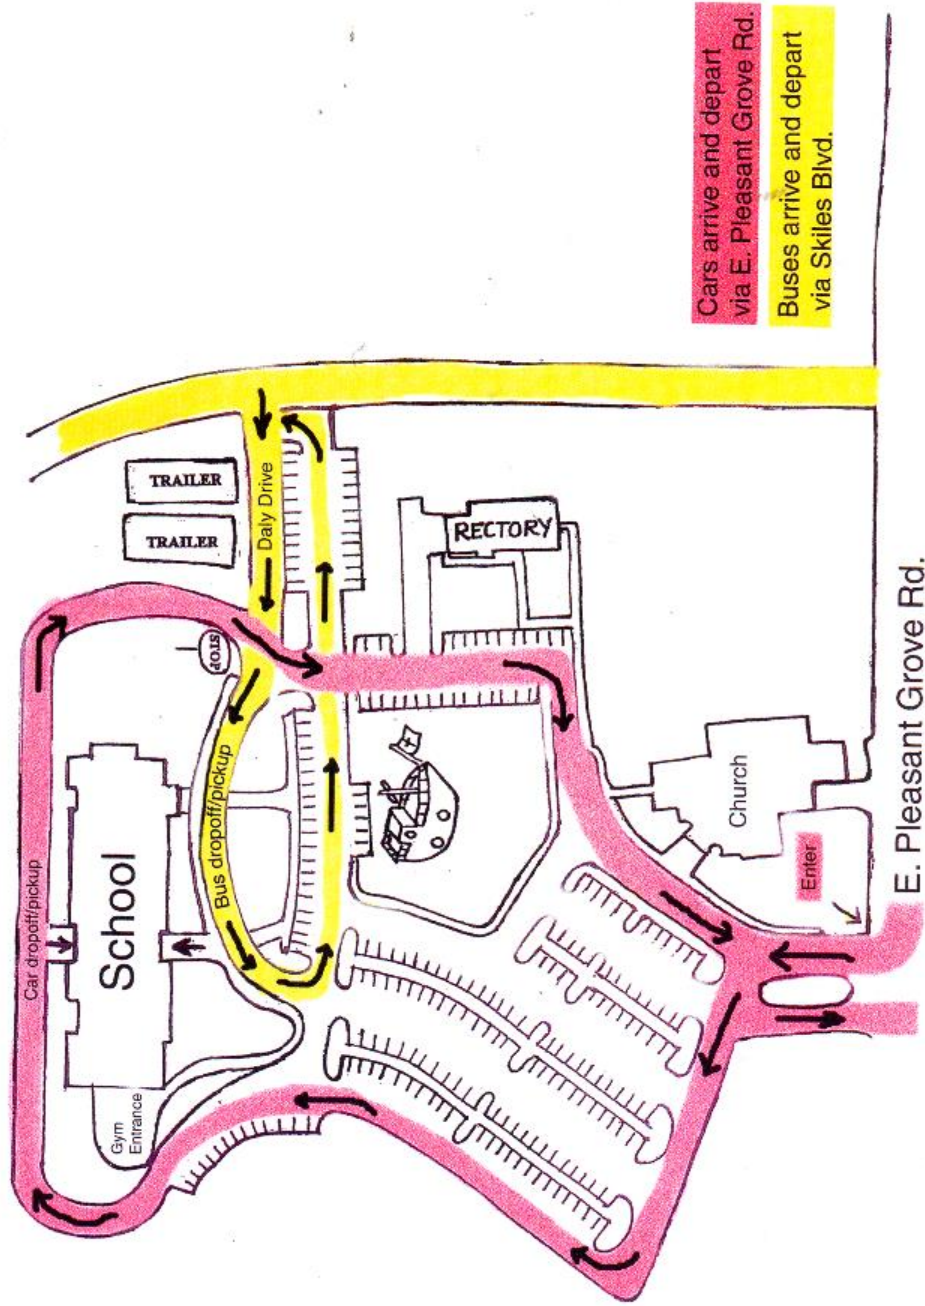 Car dropoff/pickup
School
Gym
Entrance
Bus dropoff/pickup
STOP
TRAILER
TRAILER
Daly Drive
RECTORY
Church
Enter
E. Pleasant Grove Rd.
Cars arrive and depart
via E. Pleasant Grove Rd.
Buses arrive and depart
via Skiles Blvd.